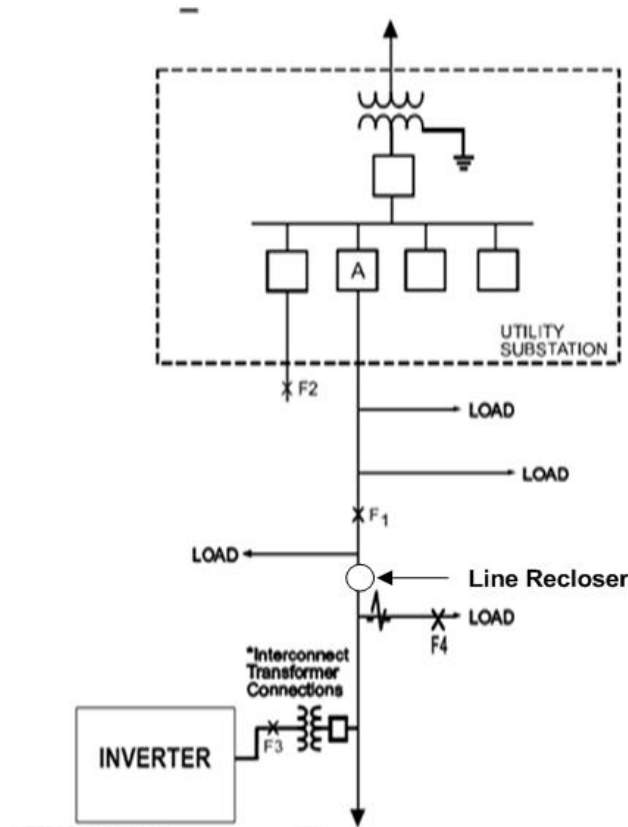 A
UTILITY
SUBSTATION
F2
LOAD
LOAD
F1
LOAD
Line Recloser
LOAD
F4
*Interconnect
Transformer
Connections
INVERTER
F3